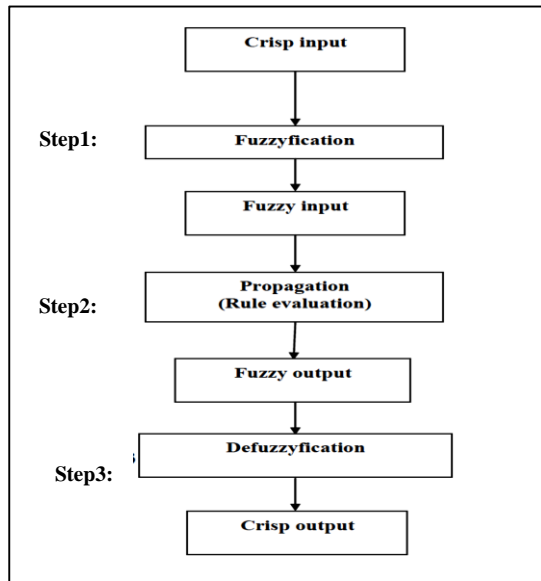 Crisp input
Step1:
Fuzzyfication
Fuzzy input
Propagation
Step2:
(Rule evaluation)
Fuzzy output
Defuzzyfication
Step3:
Crisp output